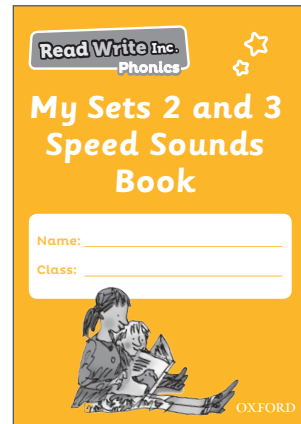 Read Write Inc.
Phonics
My Sets 2 and 3
Speed Sounds
Book
Name:
Class:
OXFORD